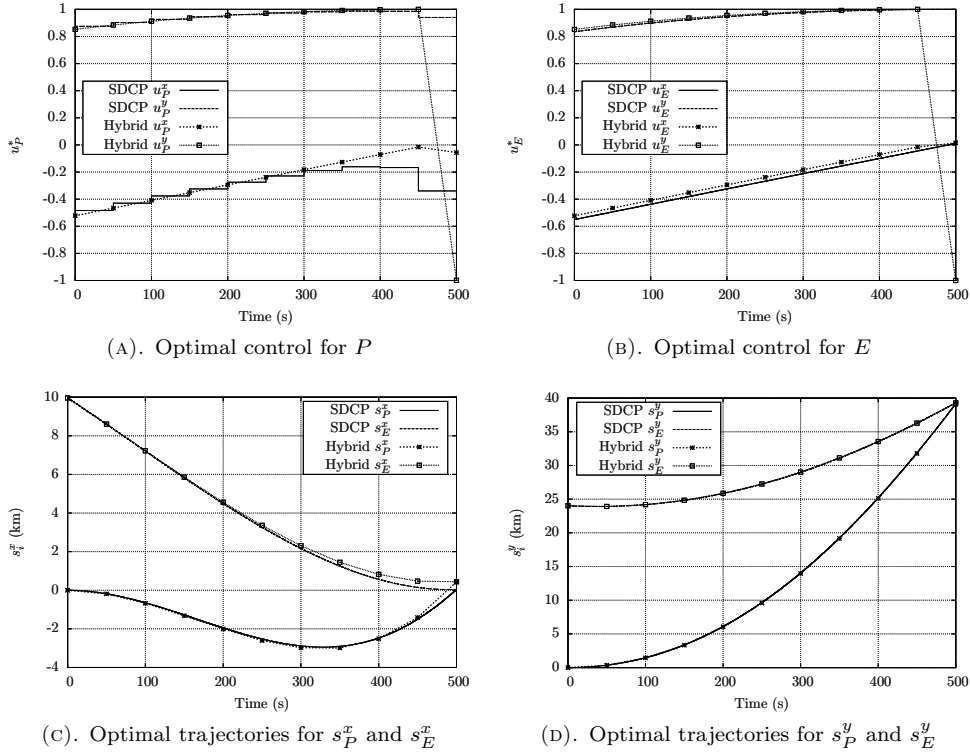 1
0.8
0.6
0.4
0.2
0
-0.2
-0.4
-0.6
-0.8
-1
u*_P
SDCP u^x_P
SDCP u^y_P
Hybrid u^x_P
Hybrid u^y_P
0 100 200 300 400 500
Time (s)
(A). Optimal control for P
1
0.8
0.6
0.4
0.2
0
-0.2
-0.4
-0.6
-0.8
-1
u*_E
SDCP u^x_E
SDCP u^y_E
Hybrid u^x_E
Hybrid u^y_E
0 100 200 300 400 500
Time (s)
(B). Optimal control for E
10
8
6
4
2
0
-2
-4
s^x_i (km)
SDCP s^x_P
SDCP s^x_E
Hybrid s^x_P
Hybrid s^x_E
0 100 200 300 400 500
Time (s)
(C). Optimal trajectories for s^x_P and s^x_E
40
35
30
25
20
15
10
5
0
s^y_i (km)
SDCP s^y_P
SDCP s^y_E
Hybrid s^y_P
Hybrid s^y_E
0 100 200 300 400 500
Time (s)
(D). Optimal trajectories for s^y_P and s^y_E